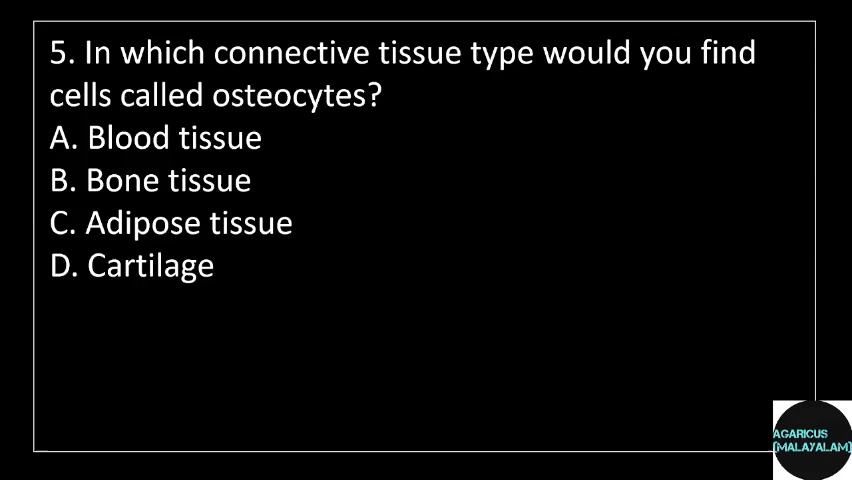 5. In which connective tissue type would you find
cells called osteocytes?
A. Blood tissue
B. Bone tissue
C. Adipose tissue
D. Cartilage
AGARICUS
(MALAYALAM)